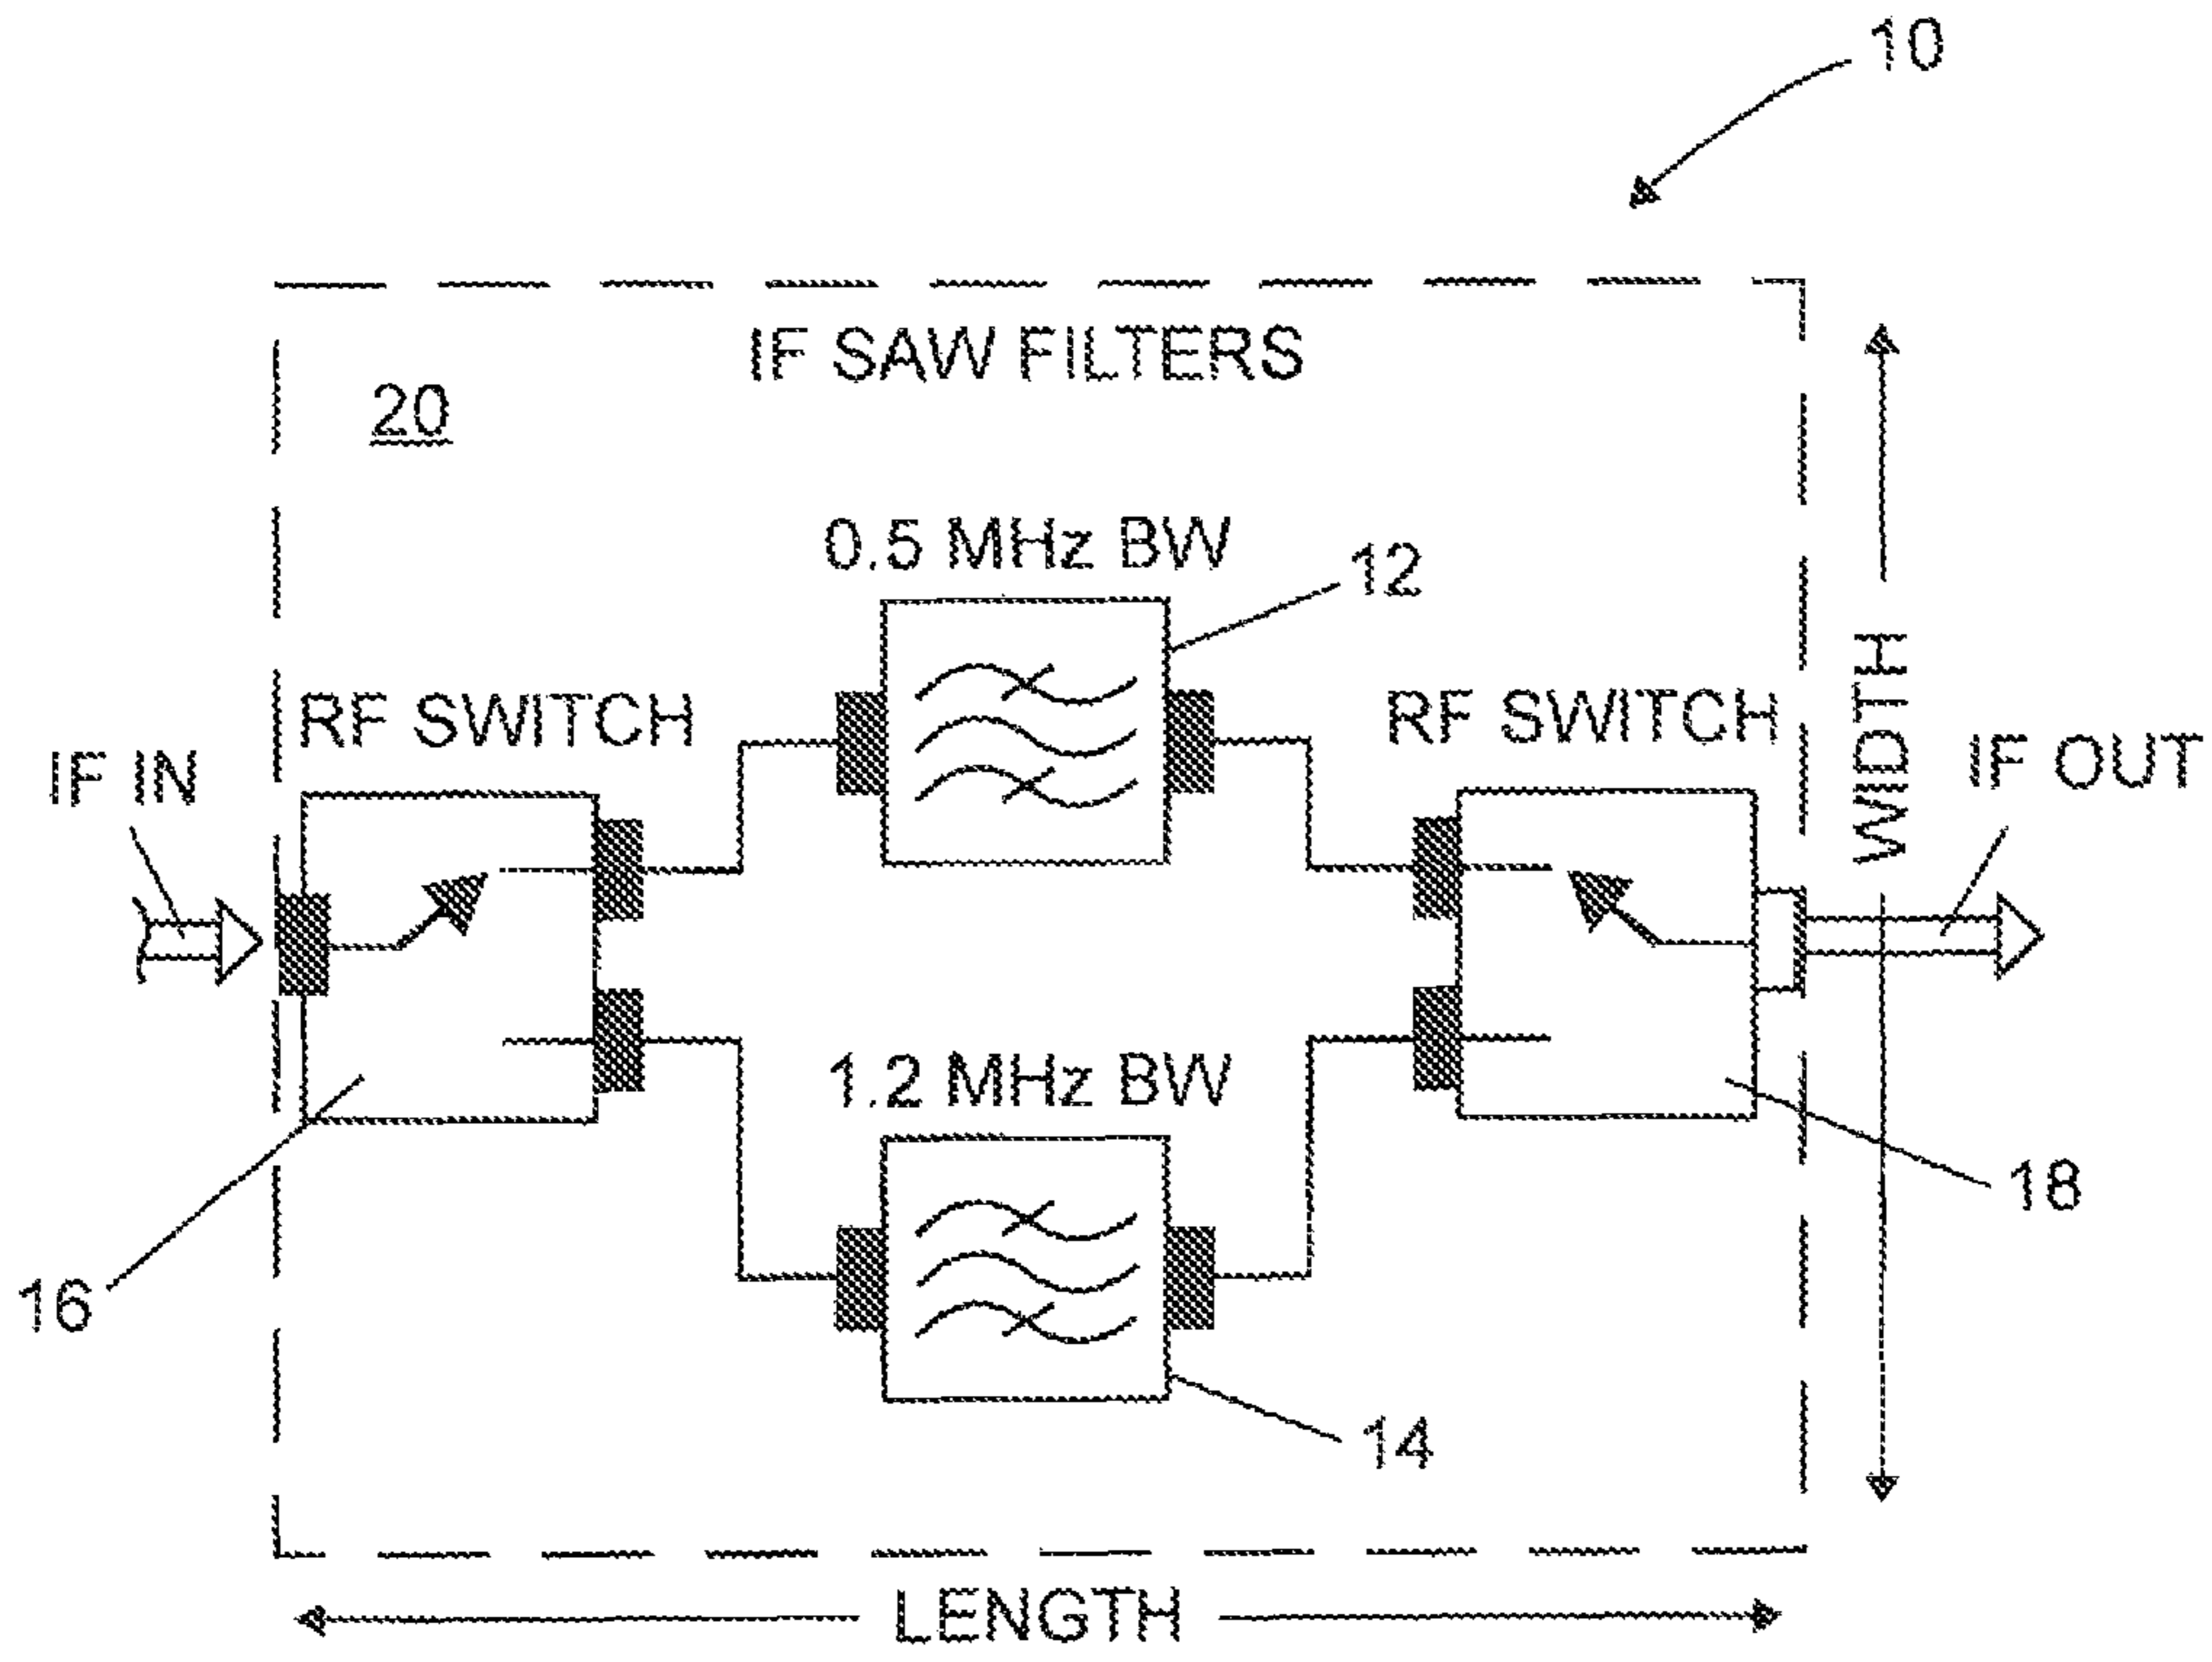 10
IF SAW FILTERS
20
0.5 MHz BW
12
RF SWITCH
RF SWITCH
WIDTH
IF IN
IF OUT
1.2 MHz BW
18
16
14
LENGTH